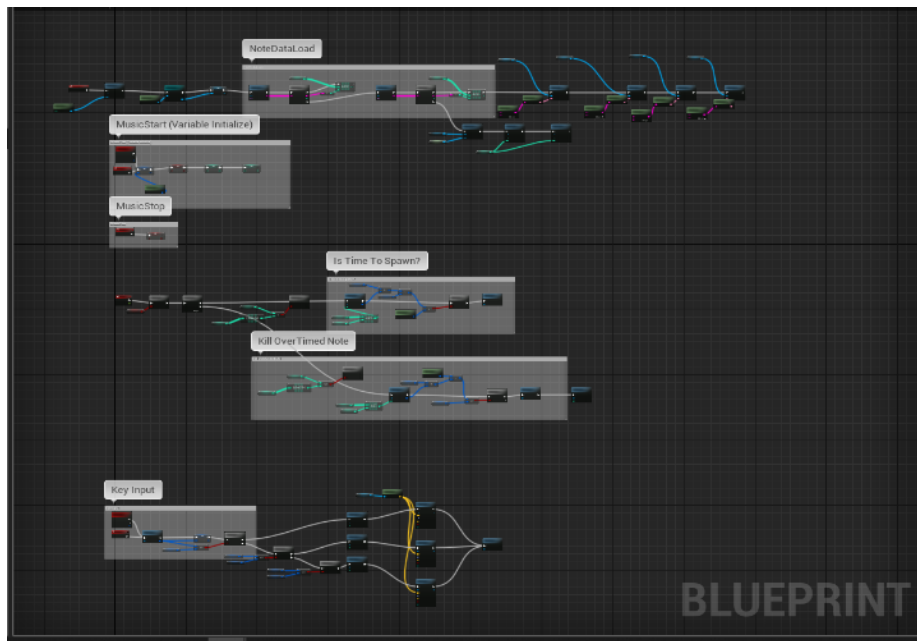 NoteDataLoad
MusicStart (Variable Initialize)
MusicStop
Is Time To Spawn?
Kill OverTimed Note
Key Input
BLUEPRINT